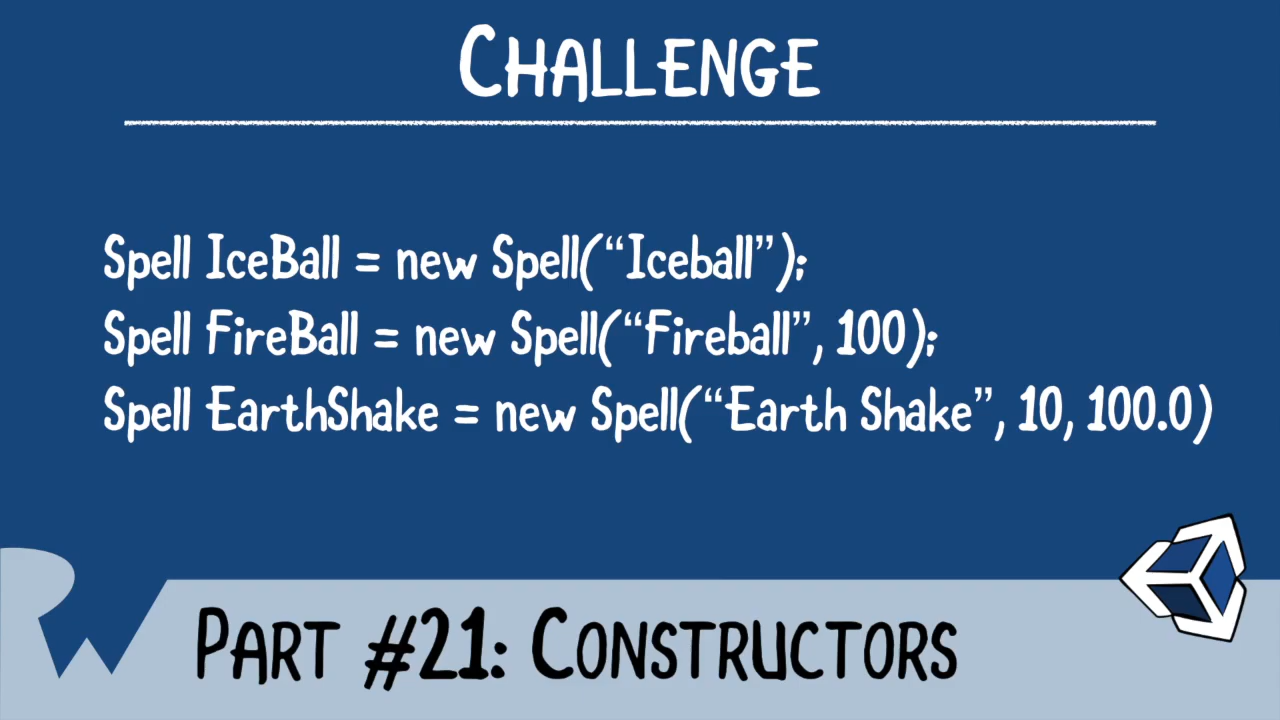 Challenge
Spell IceBall = new Spell(“Iceball”);
Spell FireBall = new Spell(“Fireball”, 100);
Spell EarthShake = new Spell(“Earth Shake”, 10, 100.0)
Part #21: Constructors